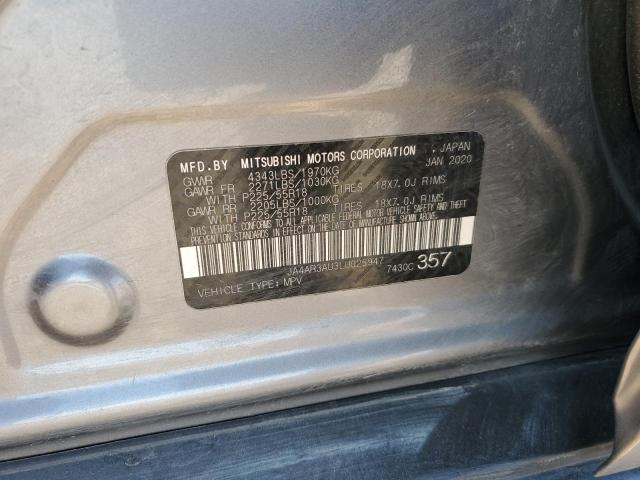 MFD.BY MITSUBISHI MOTORS CORPORATION , JAPAN
GVWR 4343LBS/1970KG JAN 2020
GAWR FR 2271LBS/1030KG
WITH P225/55R18 TIRES 18X7.0J RIMS
GAWR RR 2205LBS/1000KG
WITH P225/55R18 TIRES 18X7.0J RIMS
THIS VEHICLE CONFORMS TO ALL APPLICABLE FEDERAL MOTOR VEHICLE SAFETY AND THEFT
PREVENTION STANDARDS IN EFFECT ON THE DATE OF MANUFACTURE SHOWN ABOVE.
JA4AR3AU3LU025947 7430C 357
VEHICLE TYPE: MPV